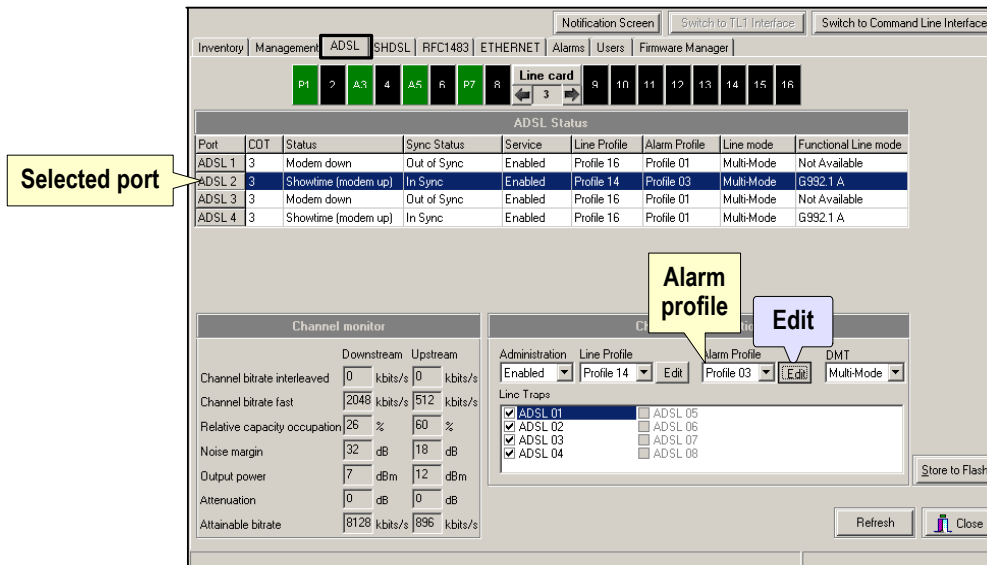 Notification Screen Switch to TL1 Interface Switch to Command Line Interface
Inventory Management ADSL SHDSL RFC1483 ETHERNET Alarms Users Firmware Manager
P1 2 A3 4 A5 6 P7 8 Line card 3 9 10 11 12 13 14 15 16
ADSL Status
Port COT Status Sync Status Service Line Profile Alarm Profile Line mode Functional Line mode
ADSL 1 3 Modem down Out of Sync Enabled Profile 16 Profile 01 Multi-Mode Not Available
Selected port
ADSL 2 3 Showtime (modem up) In Sync Enabled Profile 14 Profile 03 Multi-Mode G992.1 A
ADSL 3 3 Modem down Out of Sync Enabled Profile 16 Profile 01 Multi-Mode Not Available
ADSL 4 3 Showtime (modem up) In Sync Enabled Profile 16 Profile 01 Multi-Mode G992.1 A
Alarm
profile
Edit
Channel monitor
Downstream Upstream
Channel bitrate interleaved 0 kbits/s 0 kbits/s
Channel bitrate fast 2048 kbits/s 512 kbits/s
Relative capacity occupation 26 % 60 %
Noise margin 32 dB 18 dB
Output power 7 dBm 12 dBm
Attenuation 0 dB 0 dB
Attainable bitrate 8128 kbits/s 896 kbits/s
Administration Line Profile Alarm Profile DMT
Enabled Profile 14 Edit Profile 03 Edit Multi-Mode
Line Traps
ADSL 01 ADSL 05
ADSL 02 ADSL 06
ADSL 03 ADSL 07
ADSL 04 ADSL 08
Store to Flash
Refresh Close